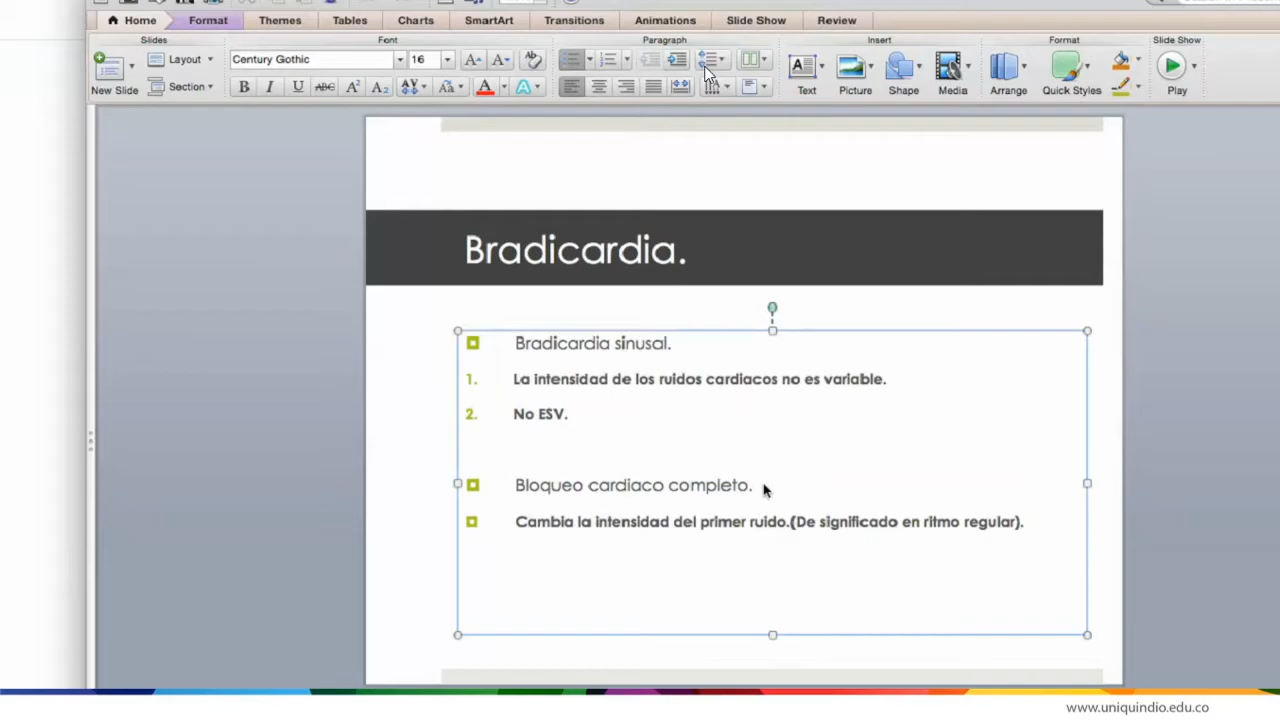 Home Format Themes Tables Charts SmartArt Transitions Animations Slide Show Review
Slides Font Paragraph Insert Format Slide Show
Layout Century Gothic 16
New Slide Section B I U ABC A² A₂ Text Picture Shape Media Arrange Quick Styles Play
Bradicardia.
Bradicardia sinusal.
1. La intensidad de los ruidos cardiacos no es variable.
2. No ESV.
Bloqueo cardiaco completo.
Cambia la intensidad del primer ruido.(De significado en ritmo regular).
www.uniquindio.edu.co